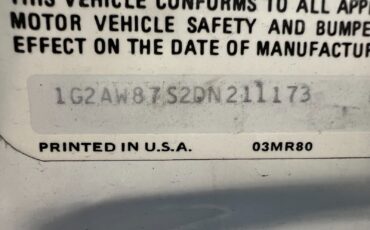 THIS VEHICLE CONFORMS TO ALL APP
MOTOR VEHICLE SAFETY AND BUMPE
EFFECT ON THE DATE OF MANUFACTUR
1G2AW87S2DN211173
PRINTED IN U.S.A. 03MR80